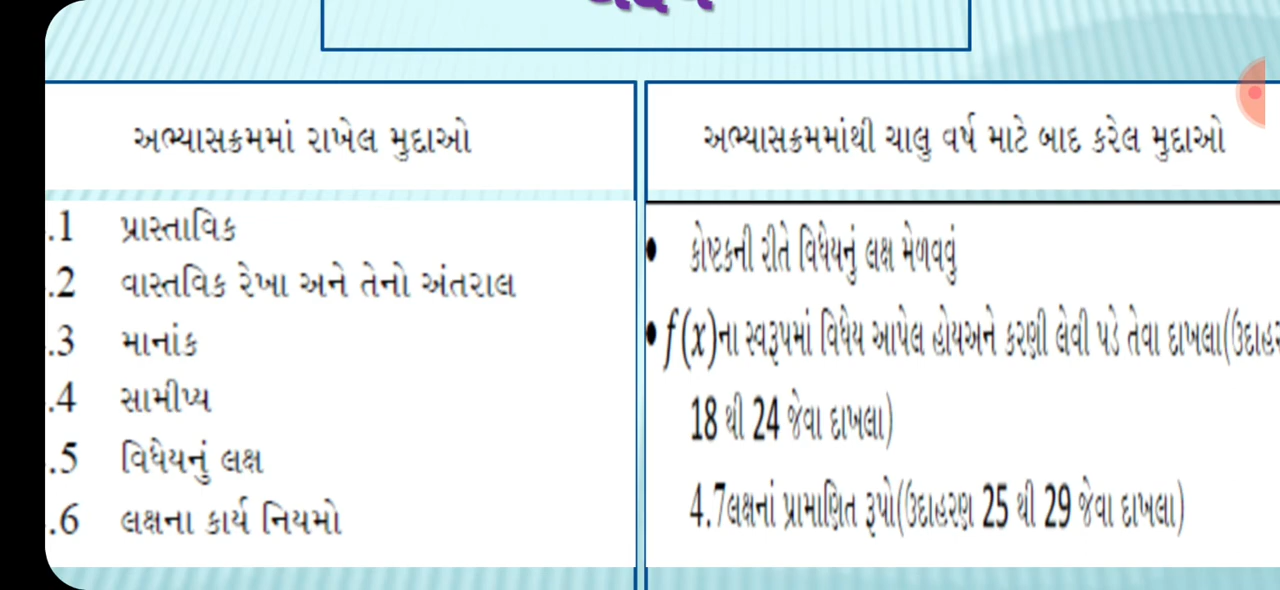 અભ્યાસક્રમમાં રાખેલ મુદાઓ
.1 પ્રાસ્તાવિક
.2 વાસ્તવિક રેખા અને તેનો અંતરાલ
.3 માનાંક
.4 સામીપ્ય
.5 વિધેયનું લક્ષ
.6 લક્ષના કાર્ય નિયમો
અભ્યાસક્રમમાંથી ચાલુ વર્ષ માટે બાદ કરેલ મુદાઓ
• કોષ્ટકની રીતે વિધેયનું લક્ષ મેળવવું
• f(x)ના સ્વરૂપમાં વિધેય આપેલ હોયઅને કરણી લેવી પડે તેવા દાખલા
18 થી 24 જેવા દાખલા)
4.7લક્ષનાં પ્રામાણિત રૂપો(ઉદાહરણ 25 થી 29 જેવા દાખલા)